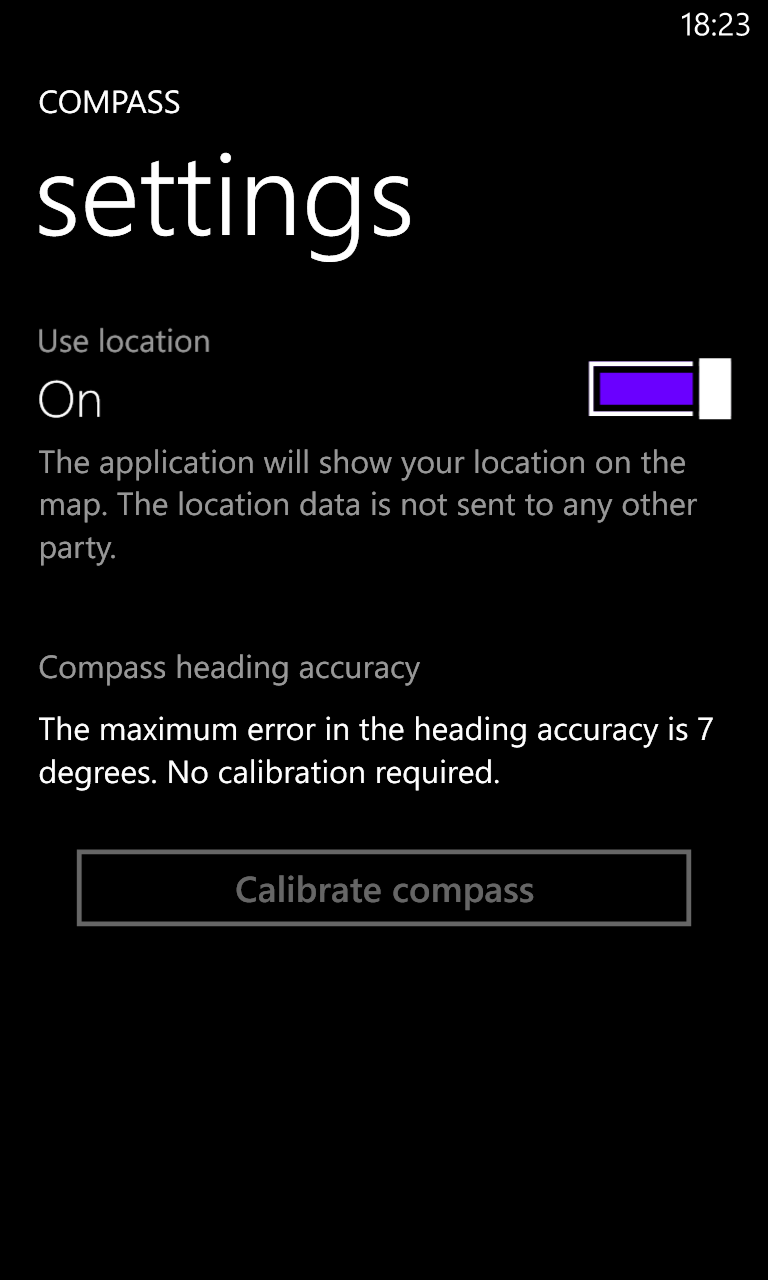 18:23
COMPASS
settings
Use location
On
The application will show your location on the
map. The location data is not sent to any other
party.
Compass heading accuracy
The maximum error in the heading accuracy is 7
degrees. No calibration required.
Calibrate compass